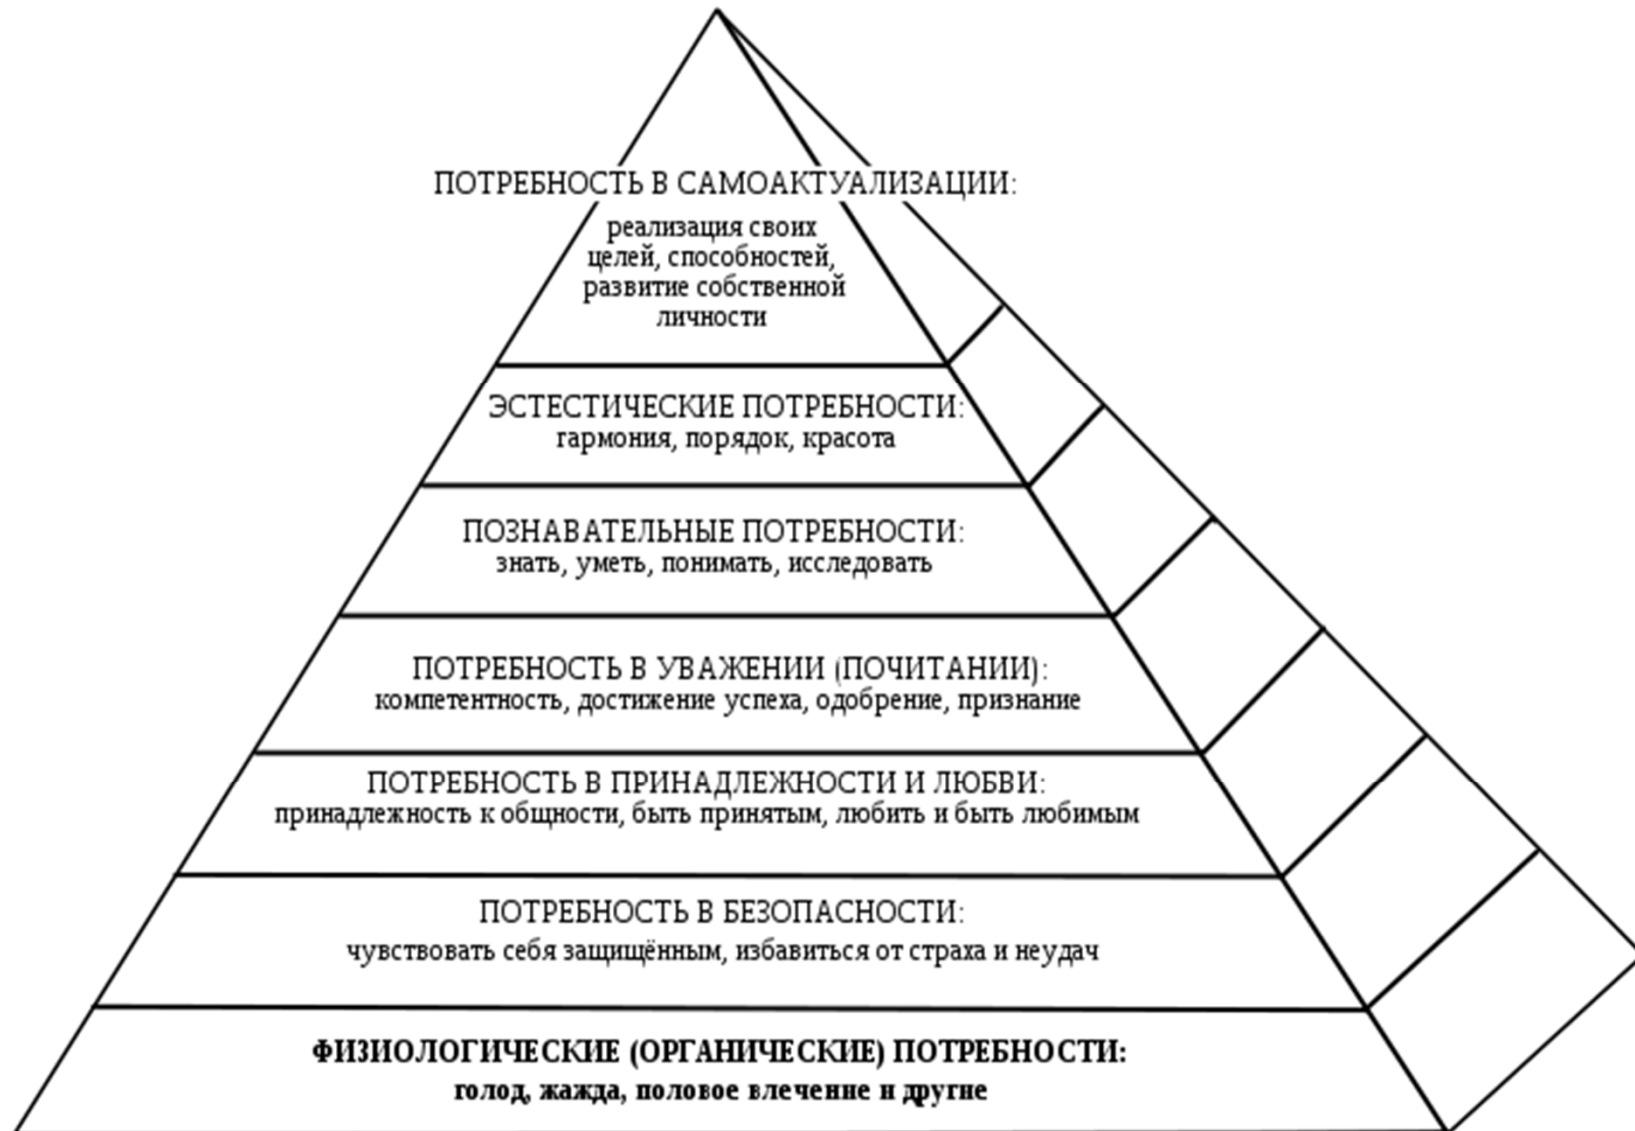 ПОТРЕБНОСТЬ В САМОАКТУАЛИЗАЦИИ:
реализация своих
целей, способностей,
развитие собственной
личности
ЭСТЕСТИЧЕСКИЕ ПОТРЕБНОСТИ:
гармония, порядок, красота
ПОЗНАВАТЕЛЬНЫЕ ПОТРЕБНОСТИ:
знать, уметь, понимать, исследовать
ПОТРЕБНОСТЬ В УВАЖЕНИИ (ПОЧИТАНИИ):
компетентность, достижение успеха, одобрение, признание
ПОТРЕБНОСТЬ В ПРИНАДЛЕЖНОСТИ И ЛЮБВИ:
принадлежность к общности, быть принятым, любить и быть любимым
ПОТРЕБНОСТЬ В БЕЗОПАСНОСТИ:
чувствовать себя защищённым, избавиться от страха и неудач
ФИЗИОЛОГИЧЕСКИЕ (ОРГАНИЧЕСКИЕ) ПОТРЕБНОСТИ:
голод, жажда, половое влечение и другие